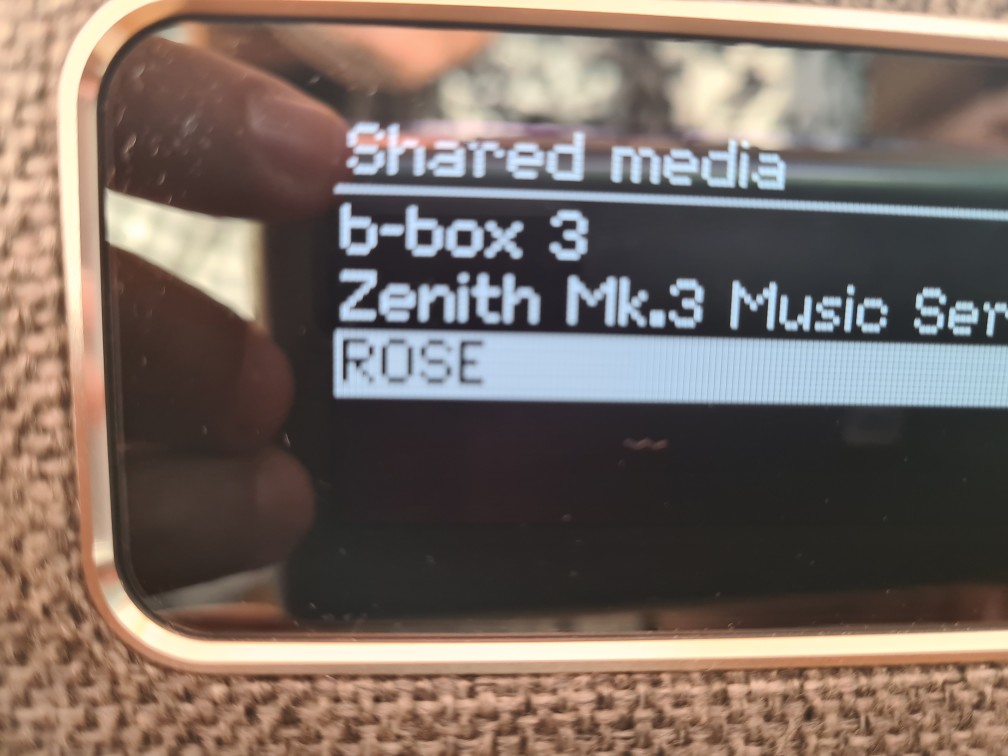 Shared media
b-box 3
Zenith Mk.3 Music Ser
ROSE